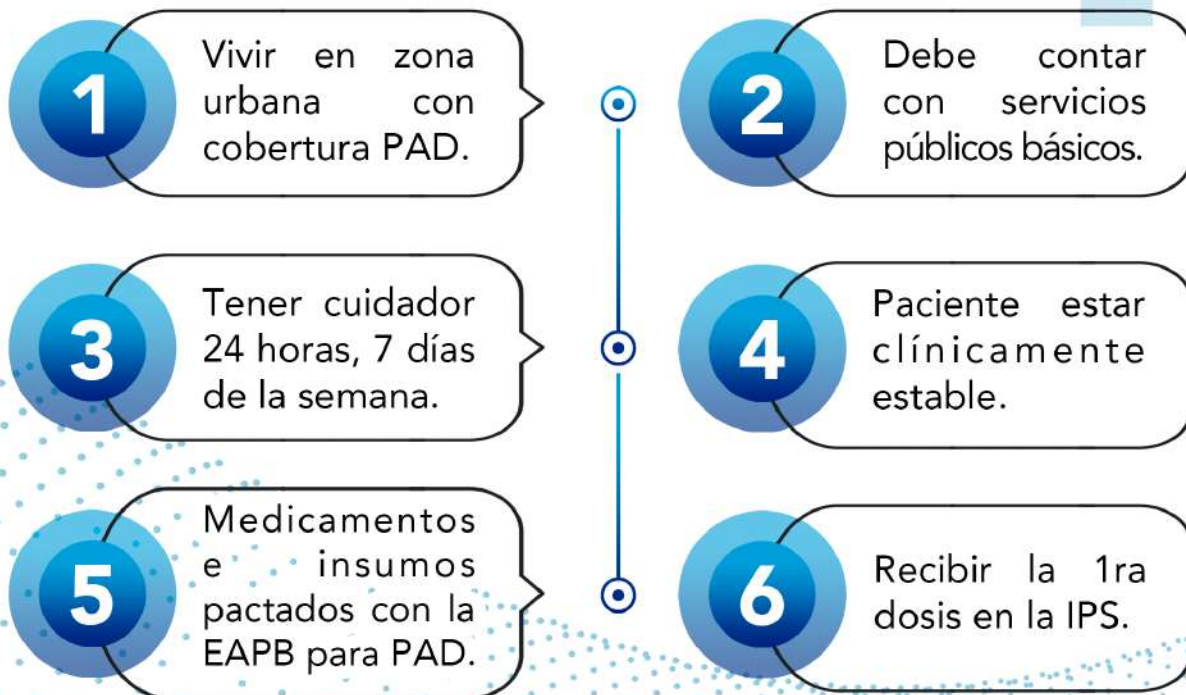 1
Vivir en zona
urbana con
cobertura PAD.
2
Debe contar
con servicios
públicos básicos.
3
Tener cuidador
24 horas, 7 días
de la semana.
4
Paciente estar
clínicamente
estable.
5
Medicamentos
e insumos
pactados con la
EAPB para PAD.
6
Recibir la 1ra
dosis en la IPS.